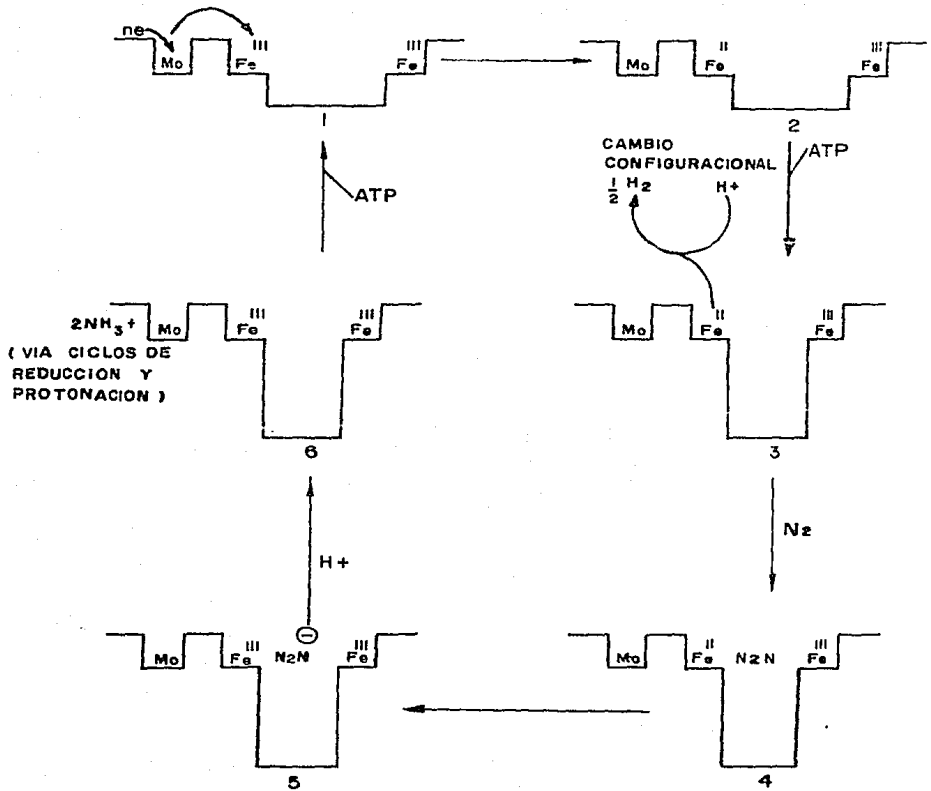 ne
Mo
III
Fe
III
Fe
1
Mo
II
Fe
III
Fe
2
ATP
CAMBIO
CONFIGURACIONAL
1/2 H2
H+
ATP
2NH3+
(VIA CICLOS DE
REDUCCION Y
PROTONACION)
Mo
III
Fe
III
Fe
6
Mo
II
Fe
III
Fe
3
H+
N2
Mo
III
Fe
N2N
−
III
Fe
5
Mo
II
Fe
N2N
III
Fe
4